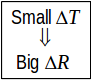 Small ΔT
⇓
Big ΔR